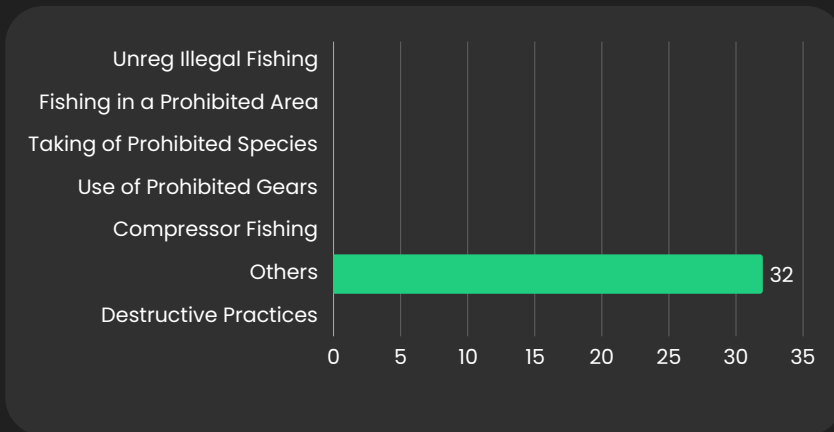 Unreg Illegal Fishing
Fishing in a Prohibited Area
Taking of Prohibited Species
Use of Prohibited Gears
Compressor Fishing
Others 32
Destructive Practices
0 5 10 15 20 25 30 35